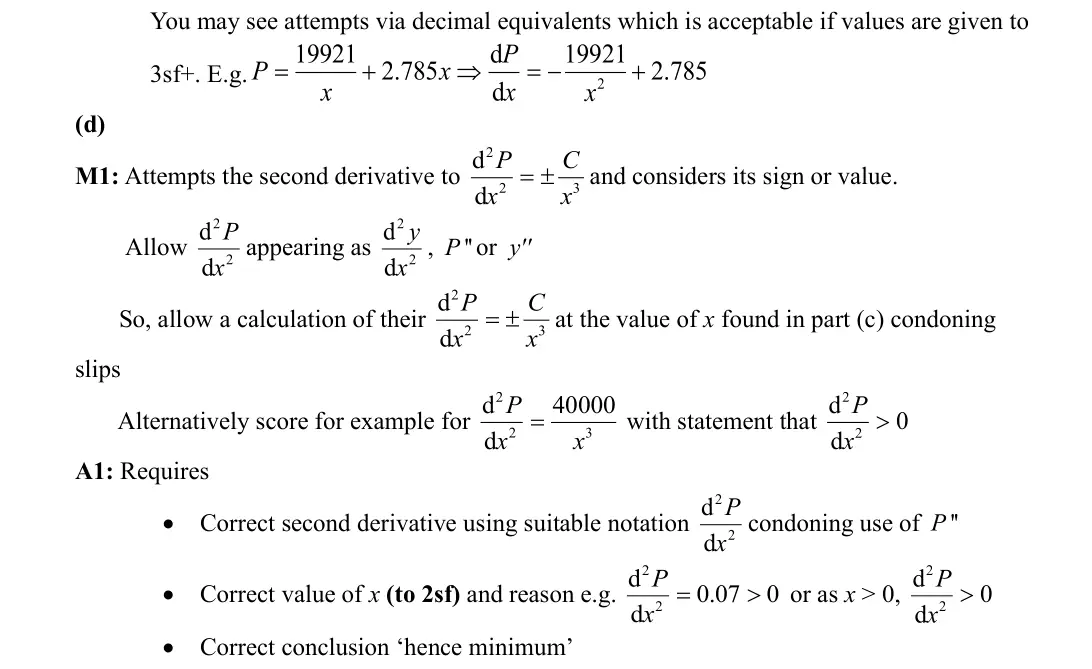 You may see attempts via decimal equivalents which is acceptable if values are given to
3sf+. E.g. P = 19921/x + 2.785x ⇒ dP/dx = −19921/x² + 2.785
(d)
M1: Attempts the second derivative to d²P/dx² = ± C/x³ and considers its sign or value.
Allow d²P/dx² appearing as d²y/dx² , P" or y′′
So, allow a calculation of their d²P/dx² = ± C/x³ at the value of x found in part (c) condoning
slips
Alternatively score for example for d²P/dx² = 40000/x³ with statement that d²P/dx² > 0
A1: Requires
• Correct second derivative using suitable notation d²P/dx² condoning use of P"
• Correct value of x (to 2sf) and reason e.g. d²P/dx² = 0.07 > 0 or as x > 0, d²P/dx² > 0
• Correct conclusion ‘hence minimum’